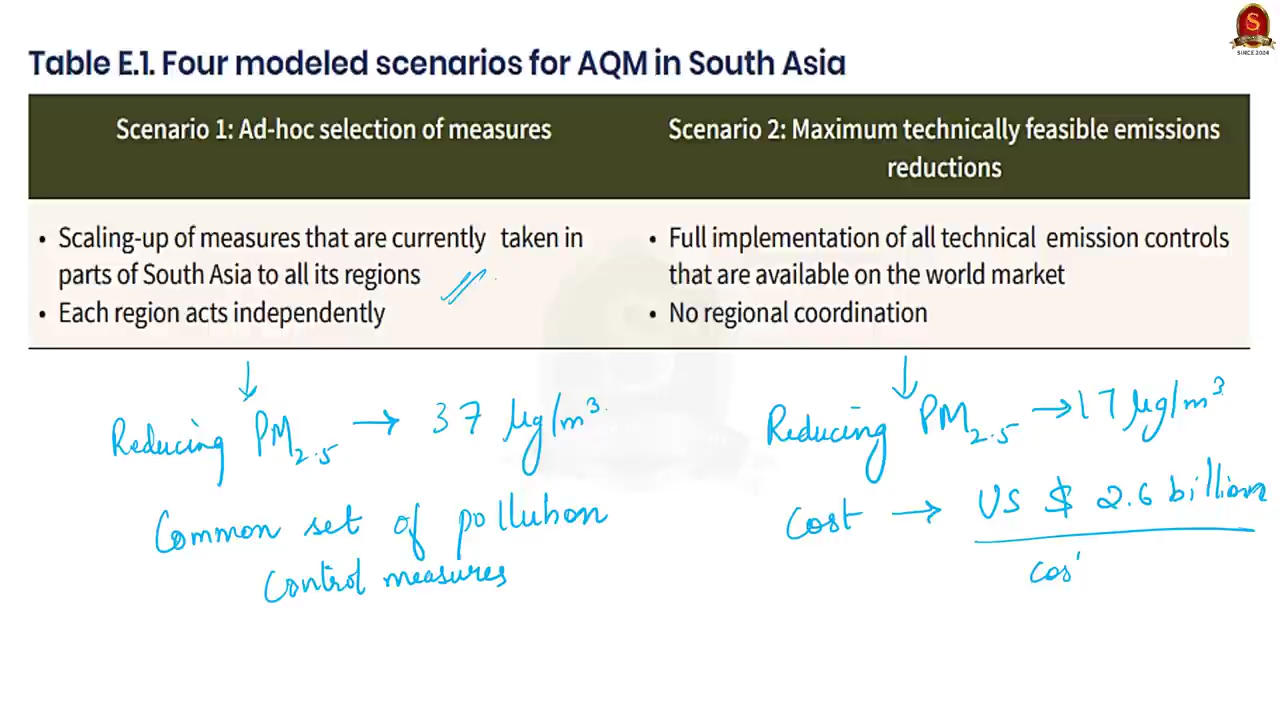 S
SINCE 2004
Table E.1. Four modeled scenarios for AQM in South Asia
Scenario 1: Ad-hoc selection of measures
Scenario 2: Maximum technically feasible emissions
reductions
• Scaling-up of measures that are currently taken in
parts of South Asia to all its regions
• Each region acts independently
• Full implementation of all technical emission controls
that are available on the world market
• No regional coordination
Reducing PM2.5 → 37 µg/m³
Common set of pollution
control measures
Reducing PM2.5 → 17 µg/m³
Cost → US $ 2.6 billion
cos